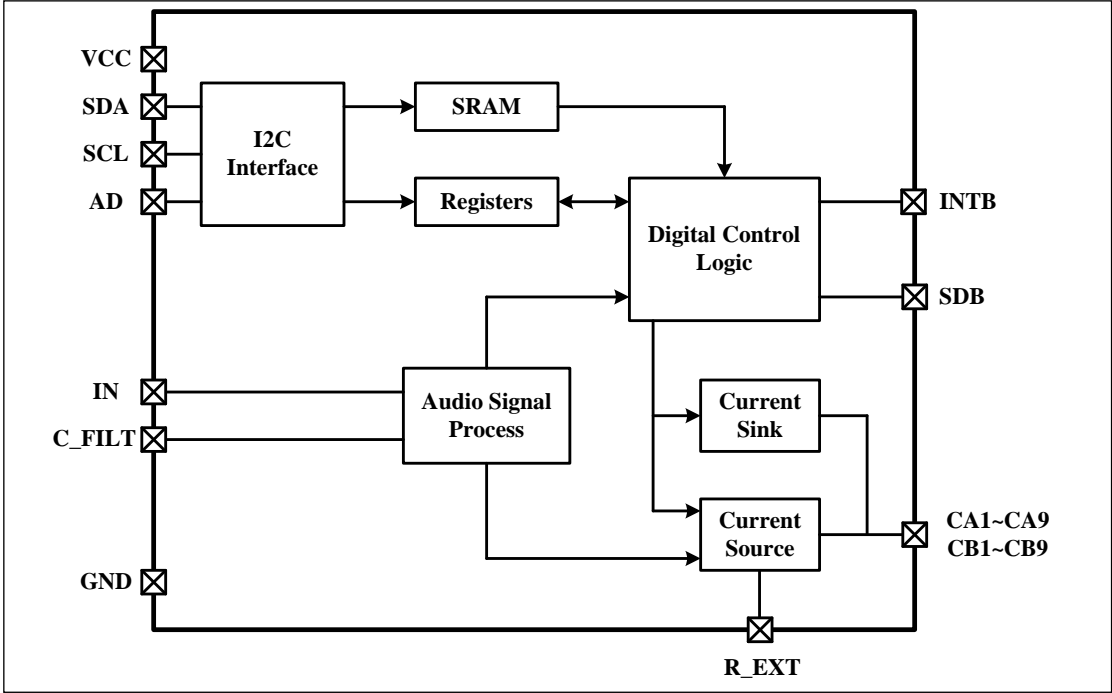 VCC
SDA
SCL
AD
I2C
Interface
SRAM
Registers
Digital Control
Logic
INTB
SDB
IN
C_FILT
Audio Signal
Process
Current
Sink
Current
Source
CA1~CA9
CB1~CB9
GND
R_EXT